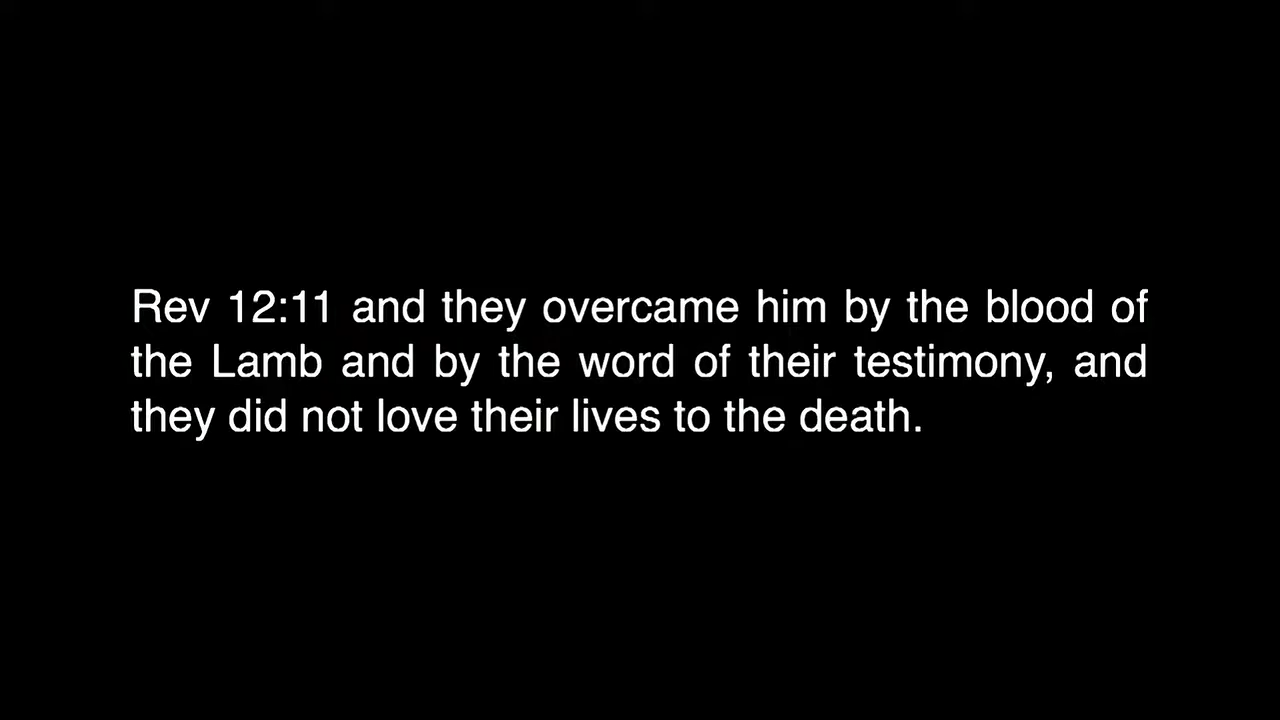 Rev 12:11 and they overcame him by the blood of
the Lamb and by the word of their testimony, and
they did not love their lives to the death.